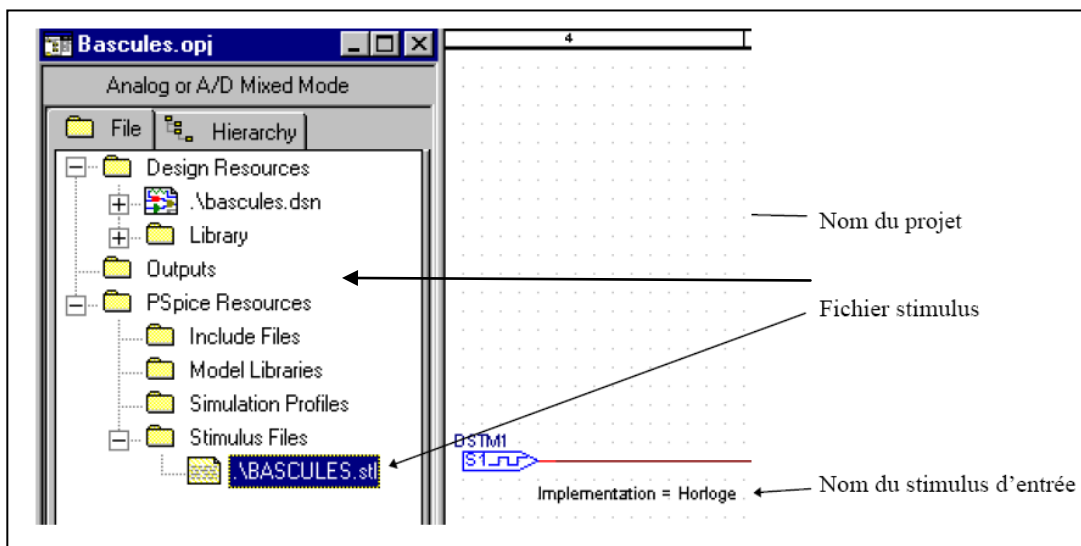 Bascules.opj
4
Analog or A/D Mixed Mode
File Hierarchy
Design Resources
.\bascules.dsn
Library
Outputs
PSpice Resources
Include Files
Model Libraries
Simulation Profiles
Stimulus Files
.\BASCULES.stl
DSTM1
S1
Implementation = Horloge
Nom du projet
Fichier stimulus
Nom du stimulus d'entrée